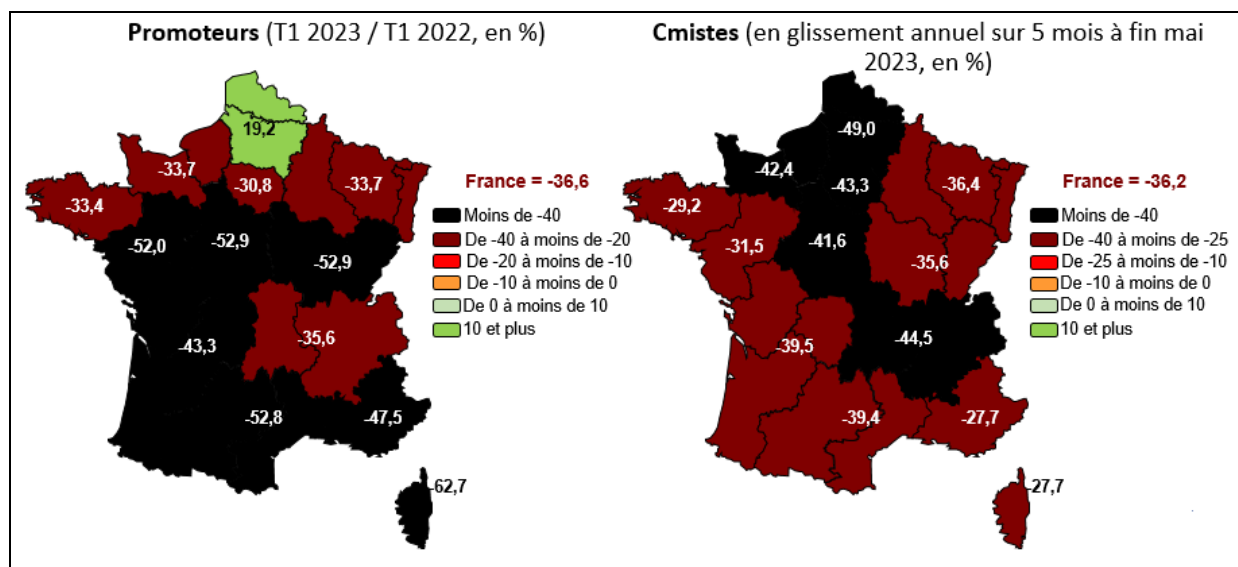 Promoteurs (T1 2023 / T1 2022, en %)
19,2
-33,7
-30,8
-33,7
-33,4
-52,0
-52,9
-52,9
-43,3
-35,6
-52,8
-47,5
-62,7
France = -36,6
Moins de -40
De -40 à moins de -20
De -20 à moins de -10
De -10 à moins de 0
De 0 à moins de 10
10 et plus
Cmistes (en glissement annuel sur 5 mois à fin mai
2023, en %)
-49,0
-42,4
-43,3
-36,4
-29,2
-31,5
-41,6
-35,6
-44,5
-39,5
-39,4
-27,7
-27,7
France = -36,2
Moins de -40
De -40 à moins de -25
De -25 à moins de -10
De -10 à moins de 0
De 0 à moins de 10
10 et plus